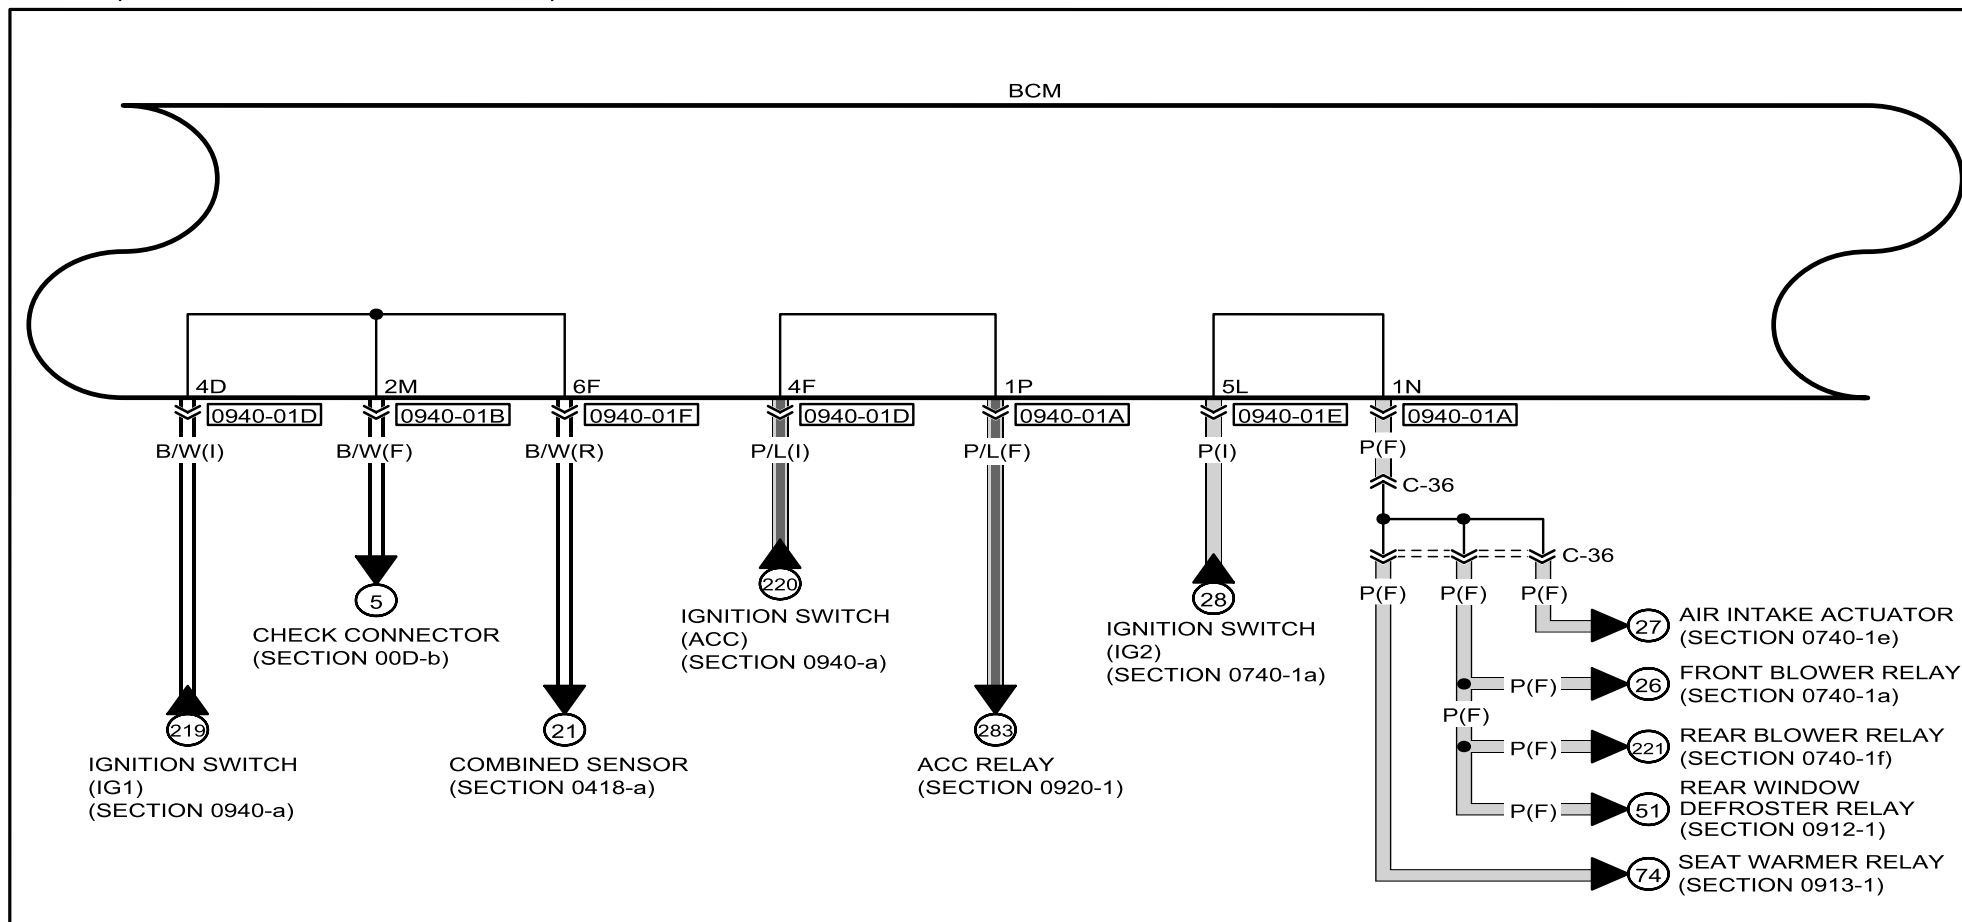 BCM
4D
2M
6F
4F
1P
5L
1N
0940-01D
0940-01B
0940-01F
0940-01D
0940-01A
0940-01E
0940-01A
B/W(I)
B/W(F)
B/W(R)
P/L(I)
P/L(F)
P(I)
P(F)
C-36
C-36
P(F)
P(F)
P(F)
219
IGNITION SWITCH
(IG1)
(SECTION 0940-a)
5
CHECK CONNECTOR
(SECTION 00D-b)
21
COMBINED SENSOR
(SECTION 0418-a)
220
IGNITION SWITCH
(ACC)
(SECTION 0940-a)
283
ACC RELAY
(SECTION 0920-1)
28
IGNITION SWITCH
(IG2)
(SECTION 0740-1a)
27
AIR INTAKE ACTUATOR
(SECTION 0740-1e)
P(F)
26
FRONT BLOWER RELAY
(SECTION 0740-1a)
P(F)
P(F)
221
REAR BLOWER RELAY
(SECTION 0740-1f)
P(F)
51
REAR WINDOW
DEFROSTER RELAY
(SECTION 0912-1)
74
SEAT WARMER RELAY
(SECTION 0913-1)